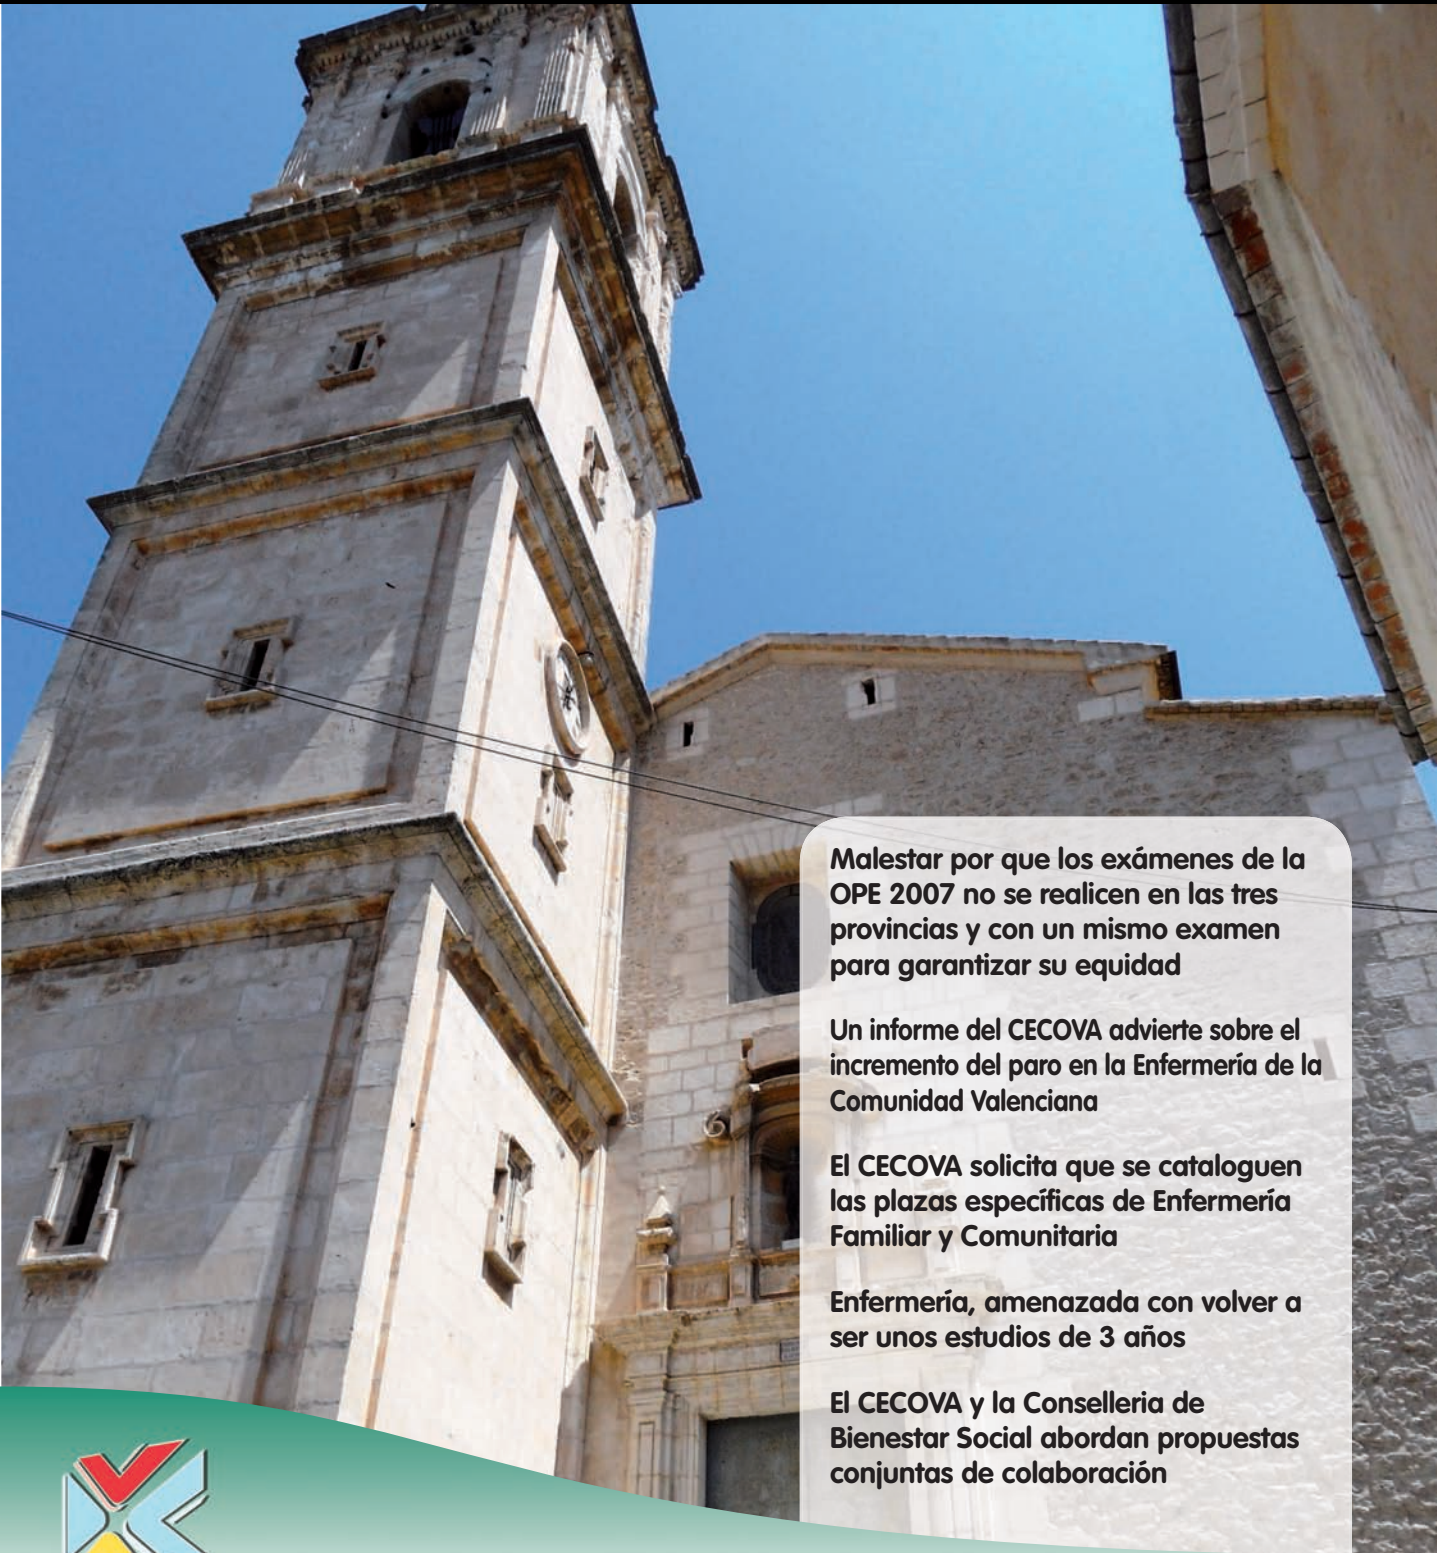 Malestar por que los exámenes de la
OPE 2007 no se realicen en las tres
provincias y con un mismo examen
para garantizar su equidad
Un informe del CECOVA advierte sobre el
incremento del paro en la Enfermería de la
Comunidad Valenciana
El CECOVA solicita que se cataloguen
las plazas específicas de Enfermería
Familiar y Comunitaria
Enfermería, amenazada con volver a
ser unos estudios de 3 años
El CECOVA y la Conselleria de
Bienestar Social abordan propuestas
conjuntas de colaboración